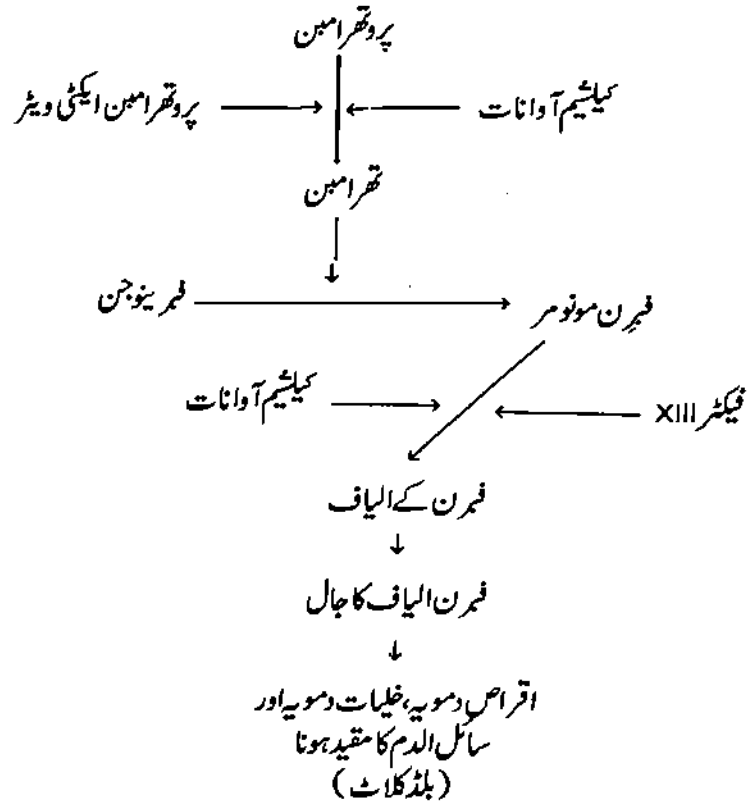 پروتھرامبن
پروتھرامبن ایکٹی ویٹر
کیلشیم آوانات
تھرامبن
فبرینوجن
فبرِن مونومر
کیلشیم آوانات
فیکٹر XIII
فبرن کے الیاف
فبرن الیاف کا جال
اقراص دمویہ، خلیات دمویہ اور
سائل الدم کا مقید ہونا
(بلڈ کلاٹ)